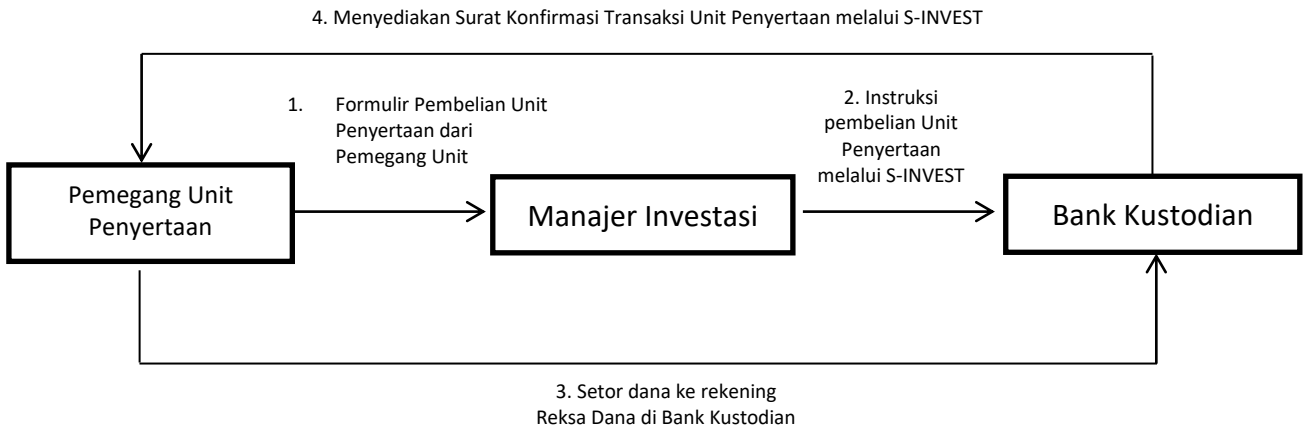 4. Menyediakan Surat Konfirmasi Transaksi Unit Penyertaan melalui S-INVEST
1. Formulir Pembelian Unit
Penyertaan dari
Pemegang Unit
2. Instruksi
pembelian Unit
Penyertaan
melalui S-INVEST
Pemegang Unit
Penyertaan
Manajer Investasi
Bank Kustodian
3. Setor dana ke rekening
Reksa Dana di Bank Kustodian